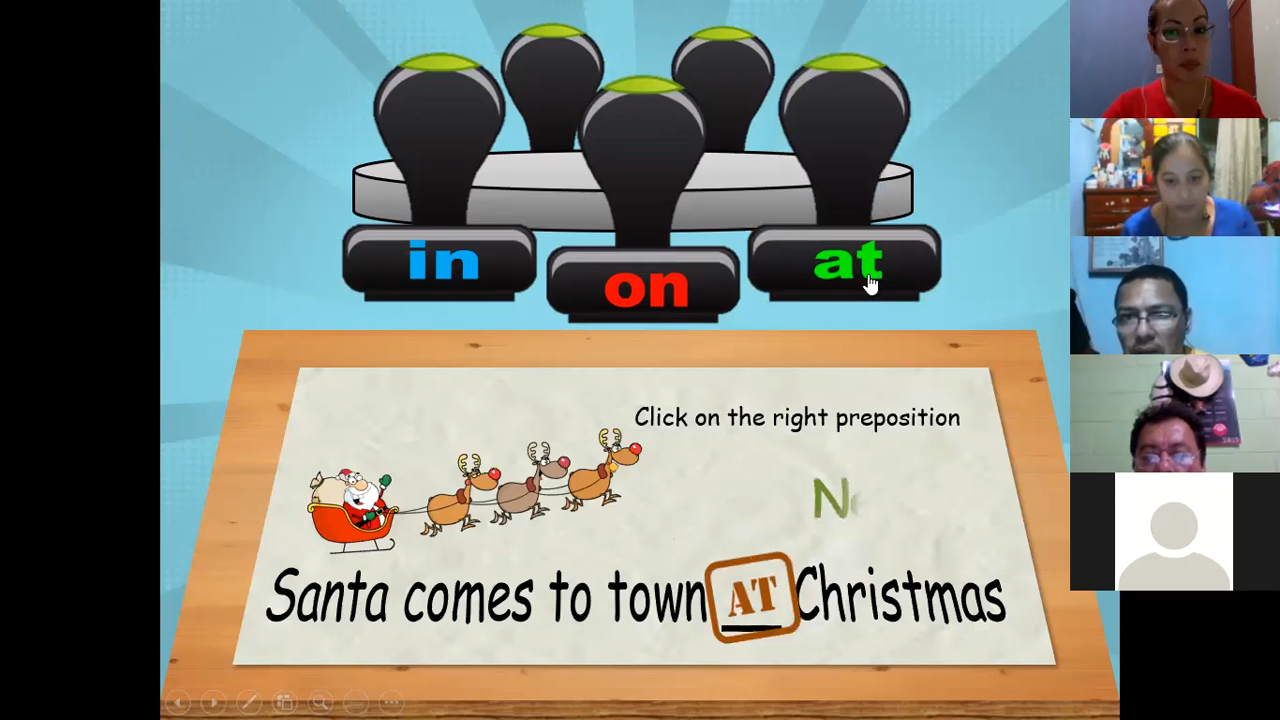 in
on
at
Click on the right preposition
N
Santa comes to town AT Christmas